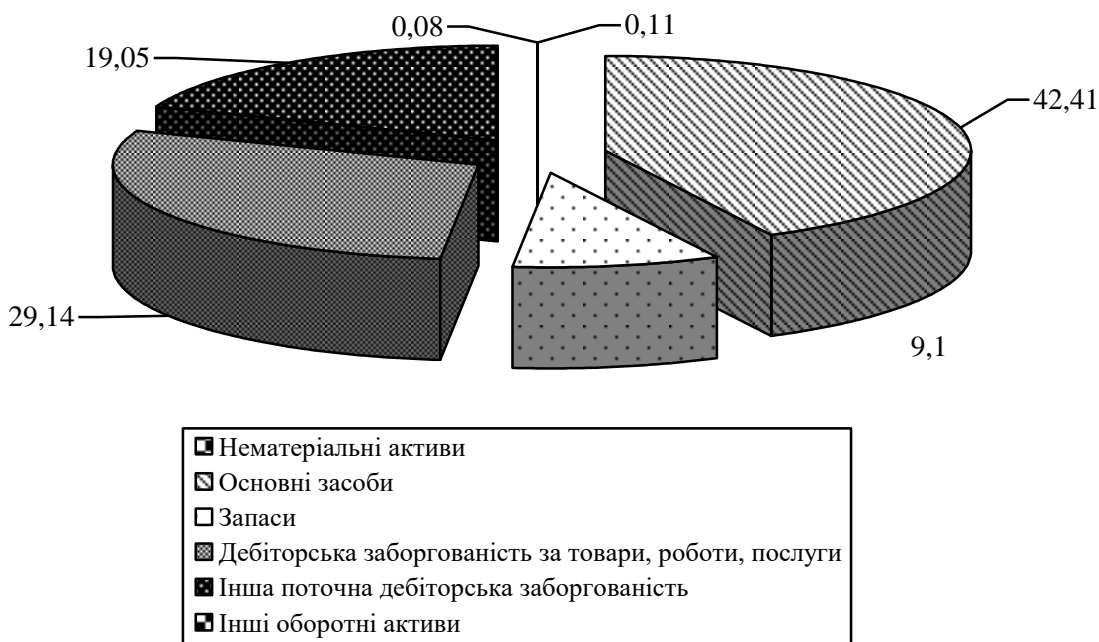 0,08
0,11
19,05
42,41
29,14
9,1
Нематеріальні активи
Основні засоби
Запаси
Дебіторська заборгованість за товари, роботи, послуги
Інша поточна дебіторська заборгованість
Інші оборотні активи